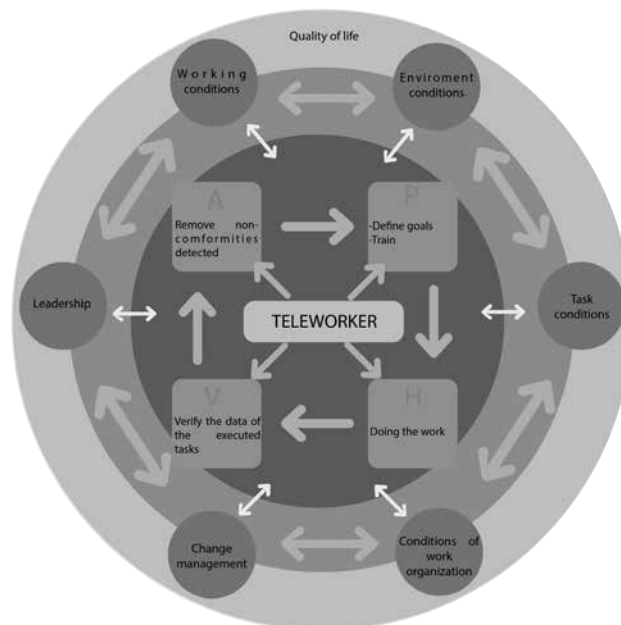 Quality of life
Working
conditions
Enviroment
conditions
A
Remove non-
comformities
detected
P
-Define goals
-Train
Leadership
TELEWORKER
Task
conditions
V
Verify the data of
the executed
tasks
H
Doing the work
Change
management
Conditions of
work
organization